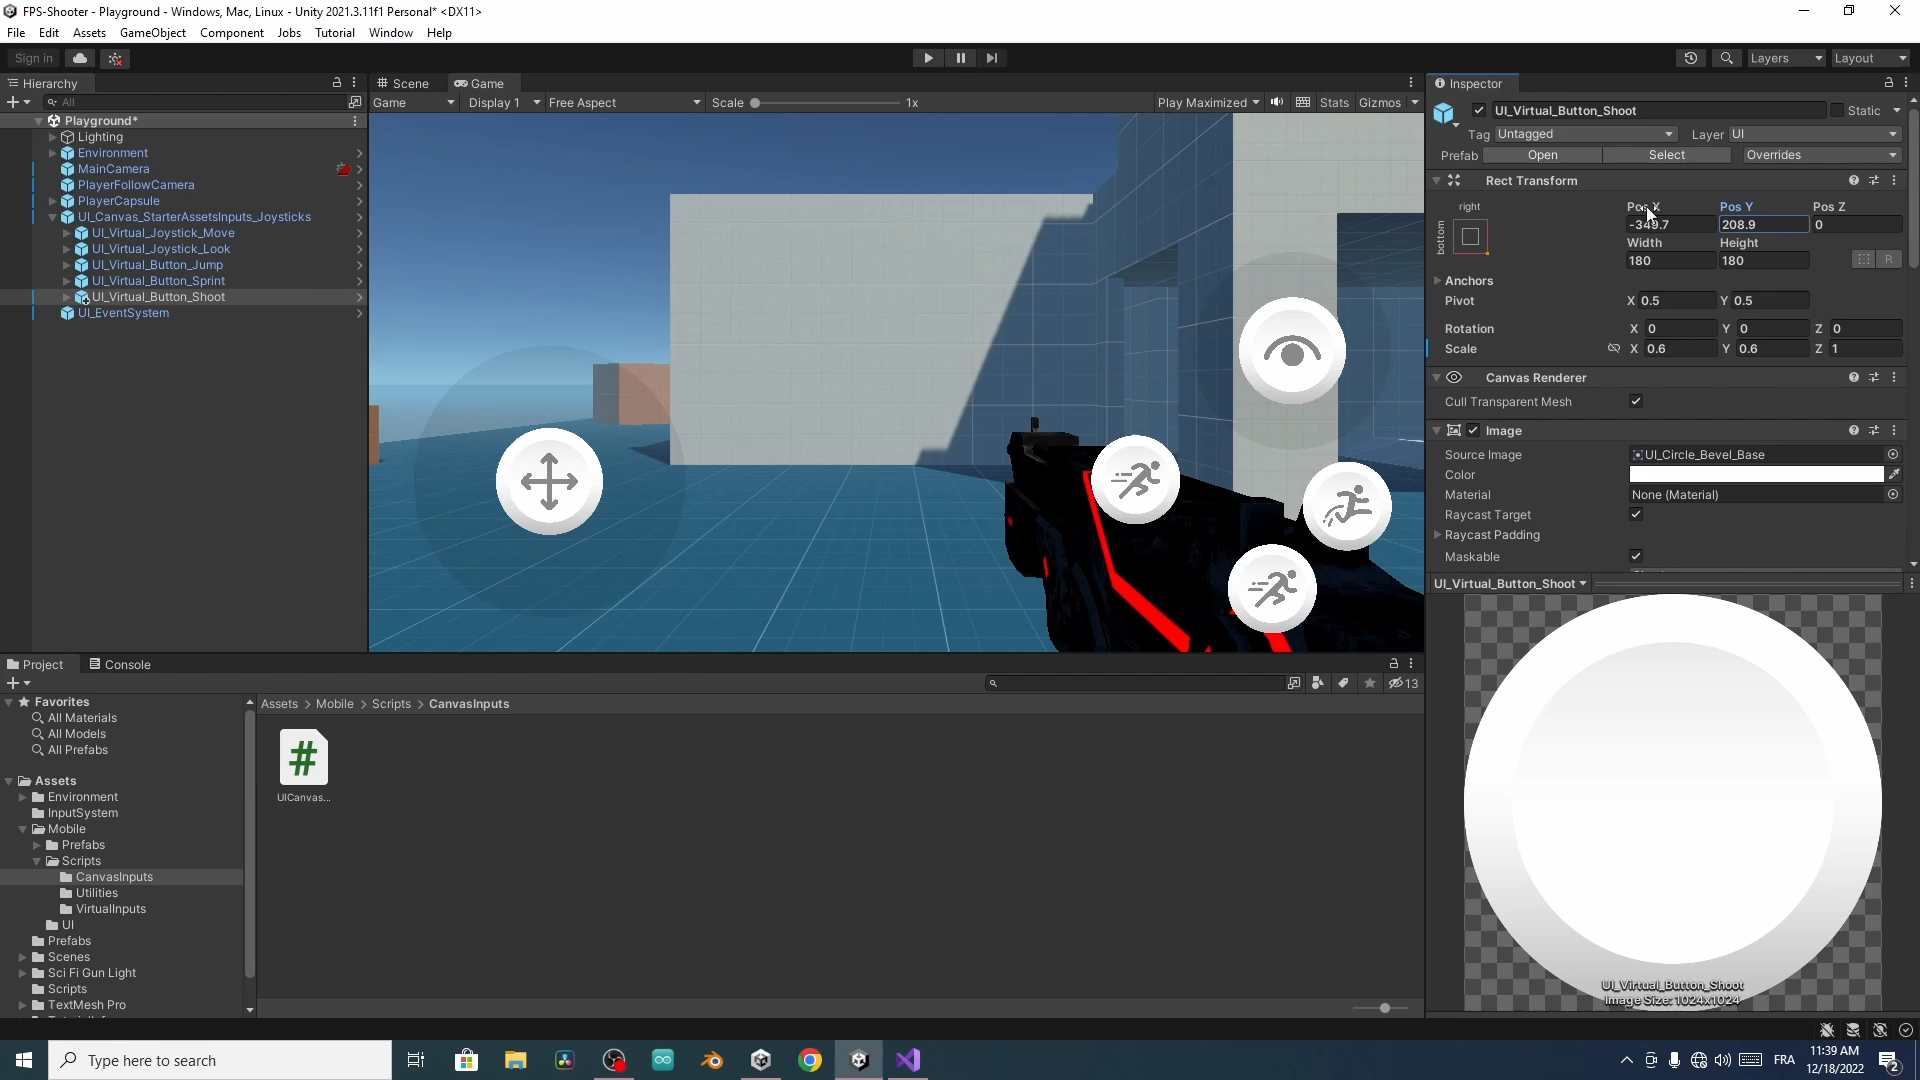 FPS-Shooter - Playground - Windows, Mac, Linux - Unity 2021.3.11f1 Personal* <DX11>
File Edit Assets GameObject Component Jobs Tutorial Window Help
Sign in
Layers
Layout
Hierarchy
All
Playground*
Lighting
Environment
MainCamera
PlayerFollowCamera
PlayerCapsule
UI_Canvas_StarterAssetsInputs_Joysticks
UI_Virtual_Joystick_Move
UI_Virtual_Joystick_Look
UI_Virtual_Button_Jump
UI_Virtual_Button_Sprint
UI_Virtual_Button_Shoot
UI_EventSystem
Scene Game
Game Display 1 Free Aspect Scale 1x Play Maximized Stats Gizmos
Inspector
UI_Virtual_Button_Shoot Static
Tag Untagged Layer UI
Prefab Open Select Overrides
Rect Transform
right
bottom
Pos X Pos Y Pos Z
-349.7 208.9 0
Width Height
180 180
R
Anchors
Pivot X 0.5 Y 0.5
Rotation X 0 Y 0 Z 0
Scale X 0.6 Y 0.6 Z 1
Canvas Renderer
Cull Transparent Mesh
Image
Source Image UI_Circle_Bevel_Base
Color
Material None (Material)
Raycast Target
Raycast Padding
Maskable
UI_Virtual_Button_Shoot
UI_Virtual_Button_Shoot
Image Size: 1024x1024
Project Console
13
Favorites
All Materials
All Models
All Prefabs
Assets
Environment
InputSystem
Mobile
Prefabs
Scripts
CanvasInputs
Utilities
VirtualInputs
UI
Prefabs
Scenes
Sci Fi Gun Light
Scripts
TextMesh Pro
Assets > Mobile > Scripts > CanvasInputs
#
UICanvas...
Type here to search
FRA
11:39 AM
12/18/2022
2